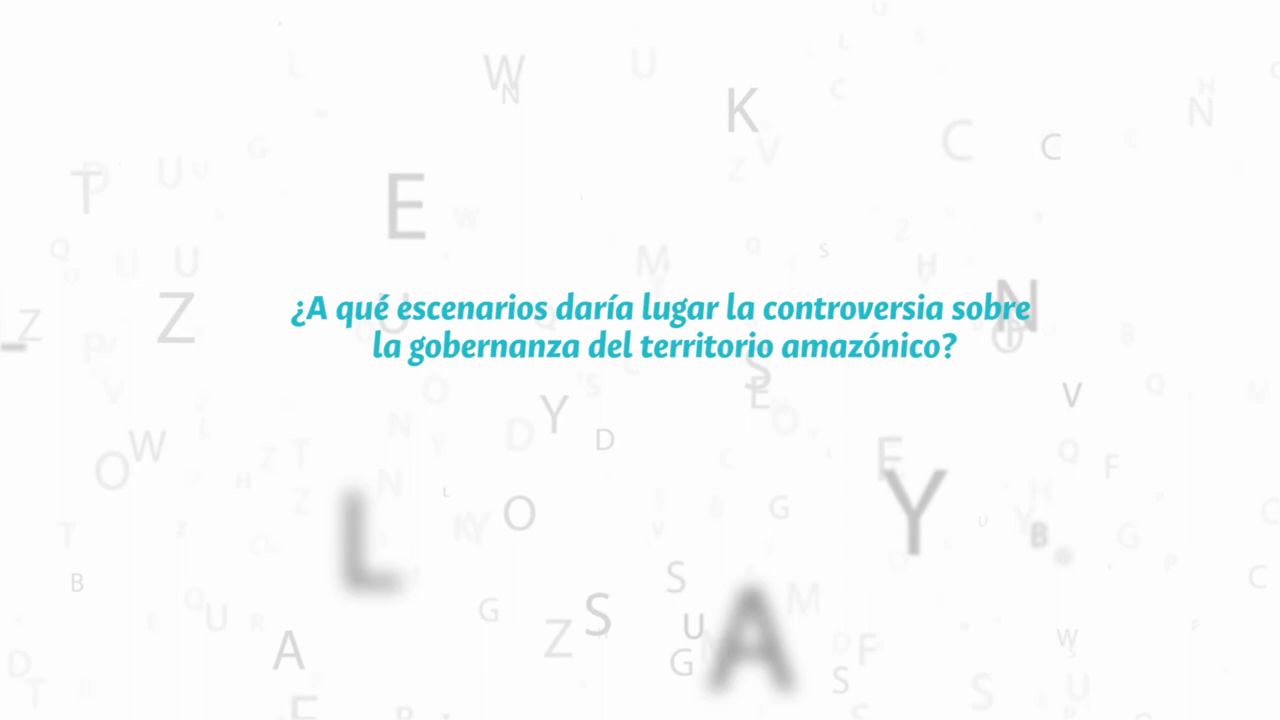 ¿A qué escenarios daría lugar la controversia sobre
la gobernanza del territorio amazónico?